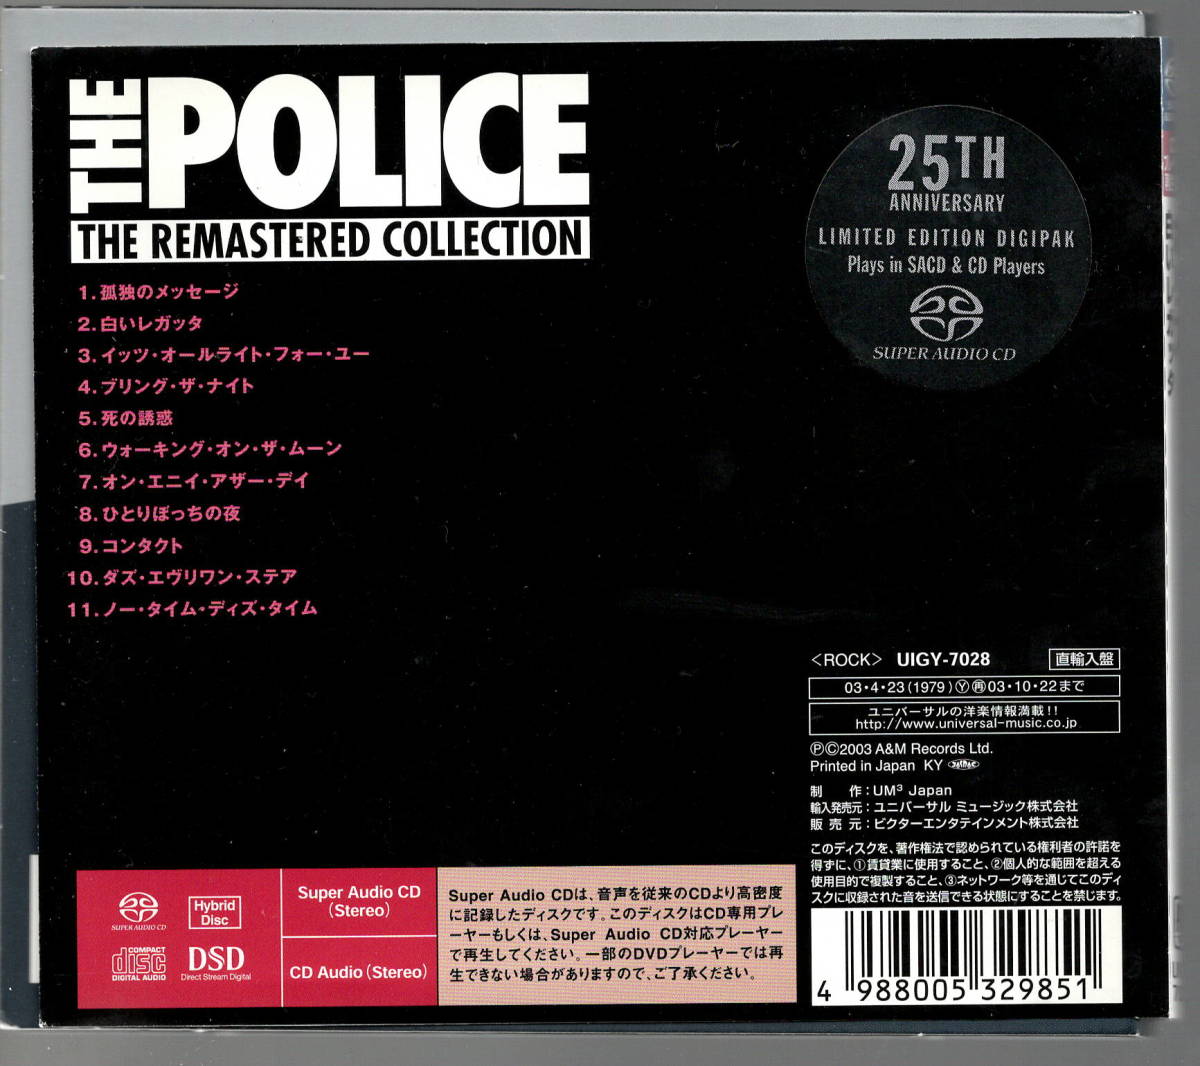 THE POLICE
THE REMASTERED COLLECTION
1.孤独のメッセージ
2.白いレガッタ
3.イッツ・オールライト・フォー・ユー
4.ブリング・ザ・ナイト
5.死の誘惑
6.ウォーキング・オン・ザ・ムーン
7.オン・エニイ・アザー・デイ
8.ひとりぼっちの夜
9.コンタクト
10.ダズ・エヴリワン・ステア
11.ノー・タイム・ディズ・タイム
25TH
ANNIVERSARY
LIMITED EDITION DIGIPAK
Plays in SACD & CD Players
SUPER AUDIO CD
<ROCK> UIGY-7028 直輸入盤
03・4・23(1979)Ⓨ㊢03・10・22まで
ユニバーサルの洋楽情報満載!!
http://www.universal-music.co.jp
ⓅⒸ2003 A&M Records Ltd.
Printed in Japan KY
制 作:UM³ Japan
輸入発売元:ユニバーサル ミュージック株式会社
販 売 元:ビクターエンタテインメント株式会社
このディスクを、著作権法で認められている権利者の許諾を
得ずに、①賃貸業に使用すること、②個人的な範囲を超える
使用目的で複製すること、③ネットワーク等を通じてこのディ
スクに収録された音を送信できる状態にすることを禁じます。
4 988005 329851
SUPER AUDIO CD
Hybrid
Disc
COMPACT
disc
DIGITAL AUDIO
DSD
Direct Stream Digital
Super Audio CD
(Stereo)
CD Audio(Stereo)
Super Audio CDは、音声を従来のCDより高密度
に記録したディスクです。このディスクはCD専用プレ
ーヤーもしくは、Super Audio CD対応プレーヤー
で再生してください。一部のDVDプレーヤーでは再
生できない場合がありますので、ご了承ください。